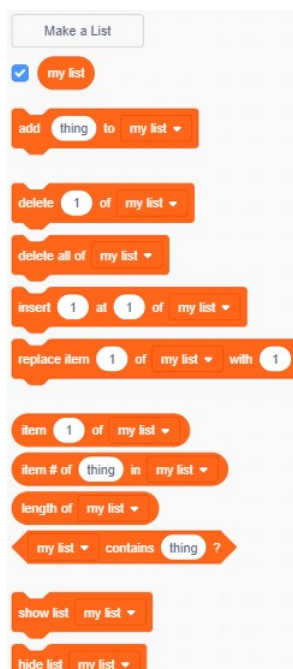 Make a List
my list
add thing to my list
delete 1 of my list
delete all of my list
insert 1 at 1 of my list
replace item 1 of my list with 1
item 1 of my list
item # of thing in my list
length of my list
my list contains thing ?
show list my list
hide list my list